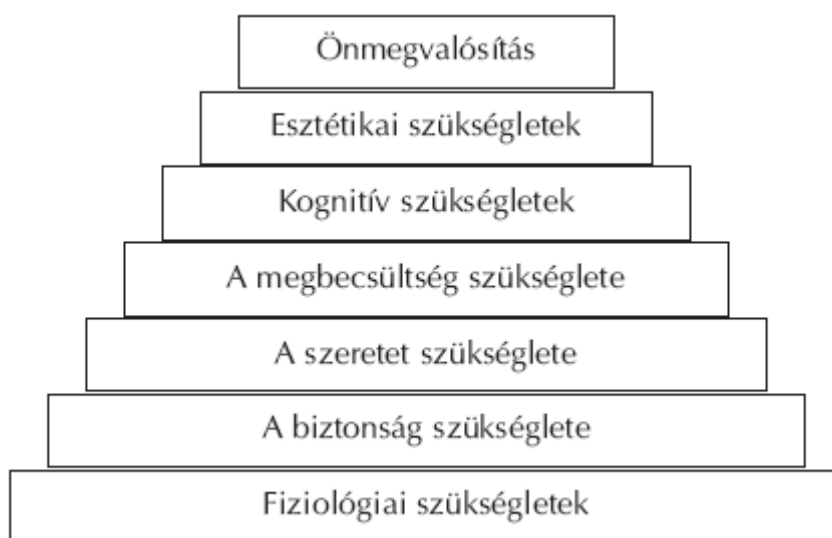 Önmegvalósítás
Esztétikai szükségletek
Kognitív szükségletek
A megbecsültség szükséglete
A szeretet szükséglete
A biztonság szükséglete
Fiziológiai szükségletek